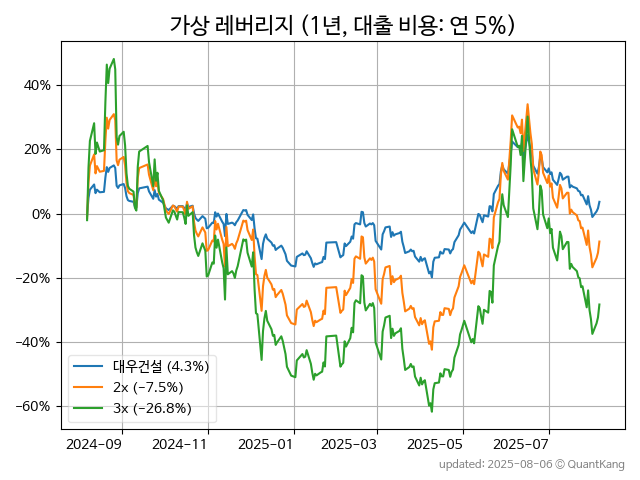 가상 레버리지 (1년, 대출 비용: 연 5%)
40%
20%
0%
−20%
−40%
−60%
대우건설 (4.3%)
2x (−7.5%)
3x (−26.8%)
2024-09 2024-11 2025-01 2025-03 2025-05 2025-07
updated: 2025-08-06 © QuantKang